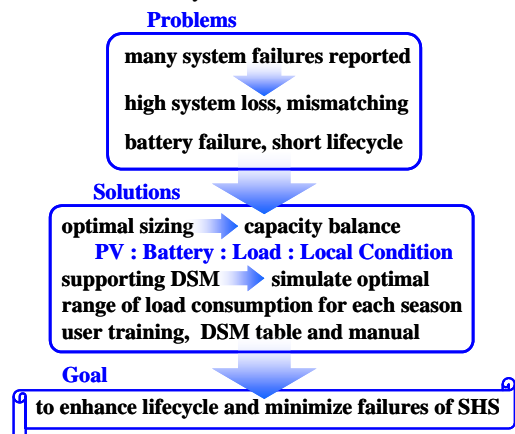 Problems
many system failures reported
high system loss, mismatching
battery failure, short lifecycle
Solutions
optimal sizing capacity balance
PV : Battery : Load : Local Condition
supporting DSM simulate optimal
range of load consumption for each season
user training, DSM table and manual
Goal
to enhance lifecycle and minimize failures of SHS